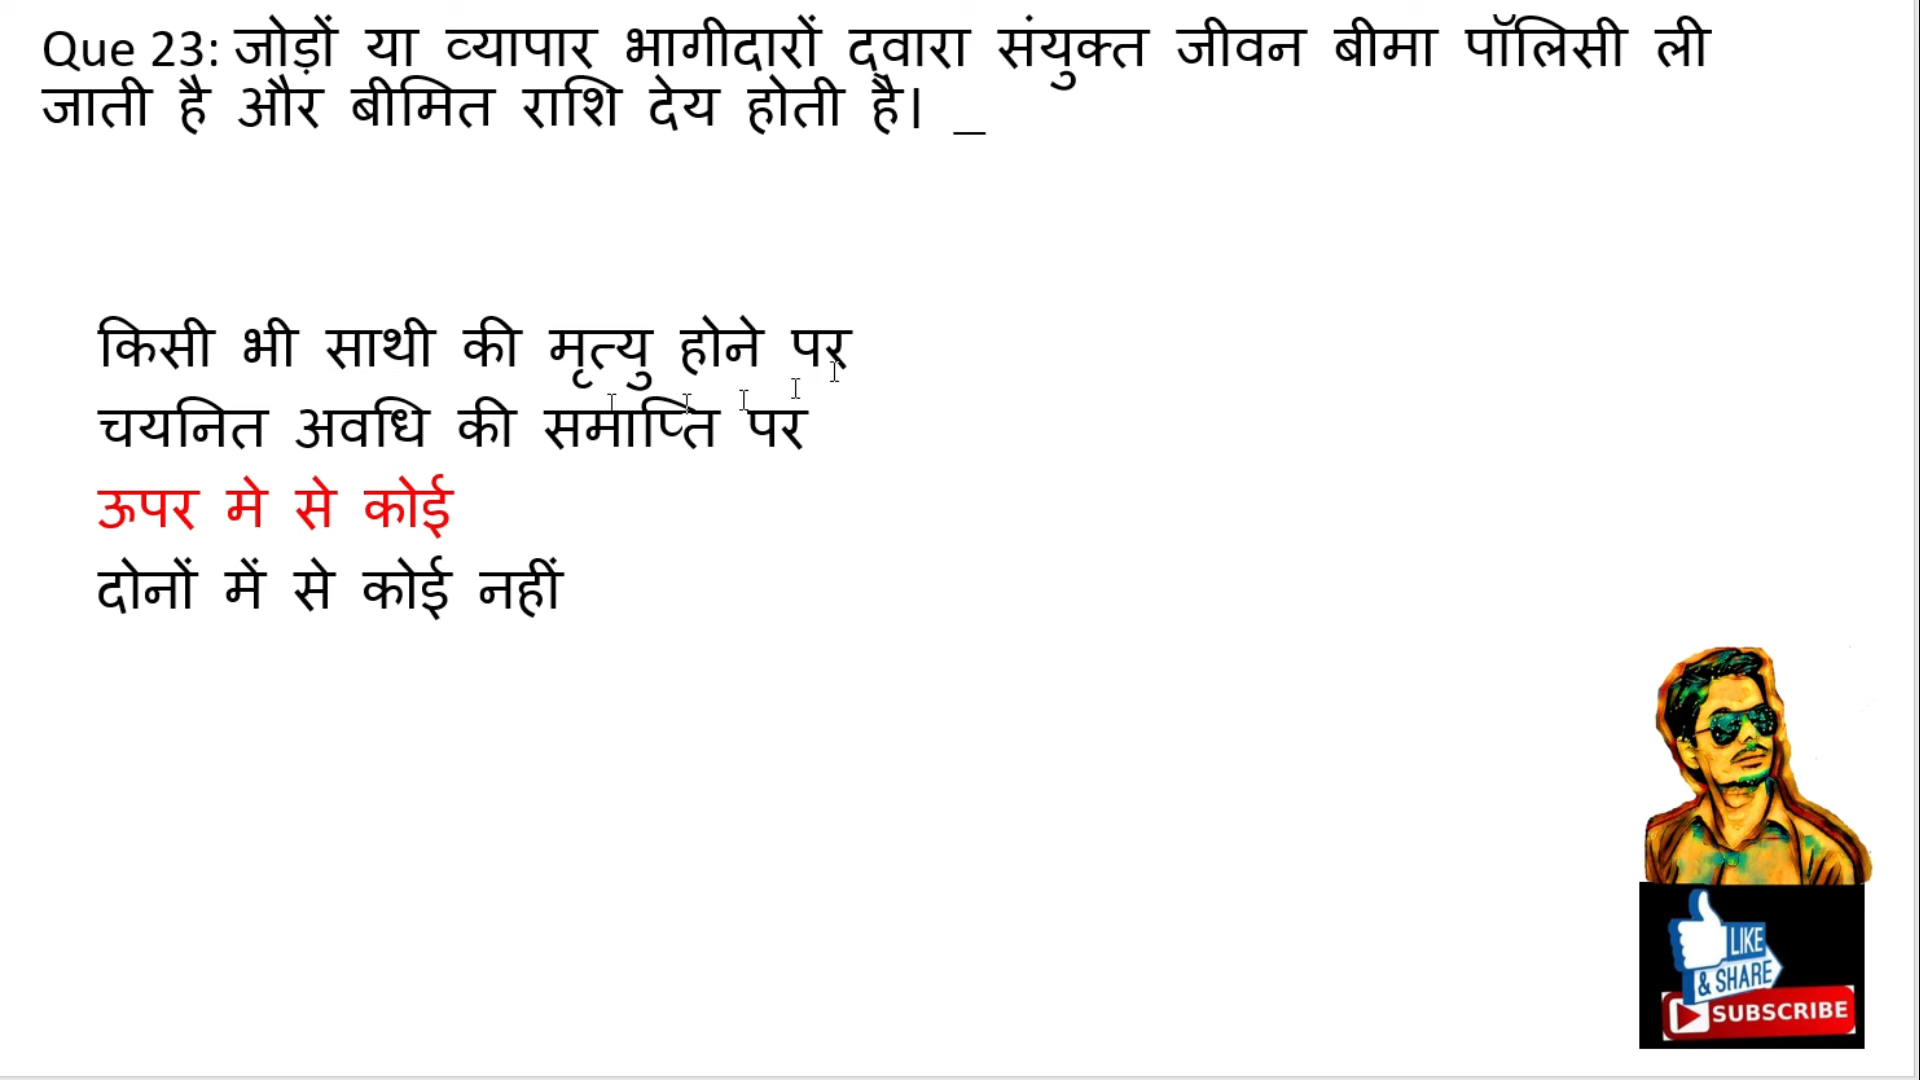 Que 23: जोड़ों या व्यापार भागीदारों द्वारा संयुक्त जीवन बीमा पॉलिसी ली
जाती है और बीमित राशि देय होती है। _
किसी भी साथी की मृत्यु होने पर
चयनित अवधि की समाप्ति पर
ऊपर मे से कोई
दोनों में से कोई नहीं
LIKE
& SHARE
SUBSCRIBE